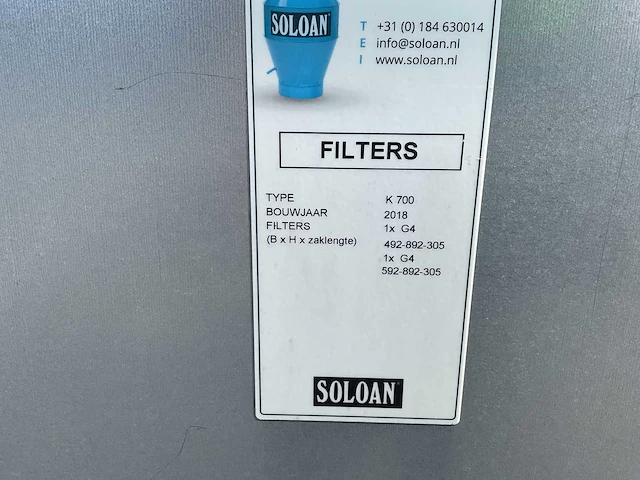 SOLOAN
T +31 (0) 184 630014
E info@soloan.nl
I www.soloan.nl
FILTERS
TYPE K 700
BOUWJAAR 2018
FILTERS 1x G4
(B x H x zaklengte) 492-892-305
1x G4
592-892-305
SOLOAN